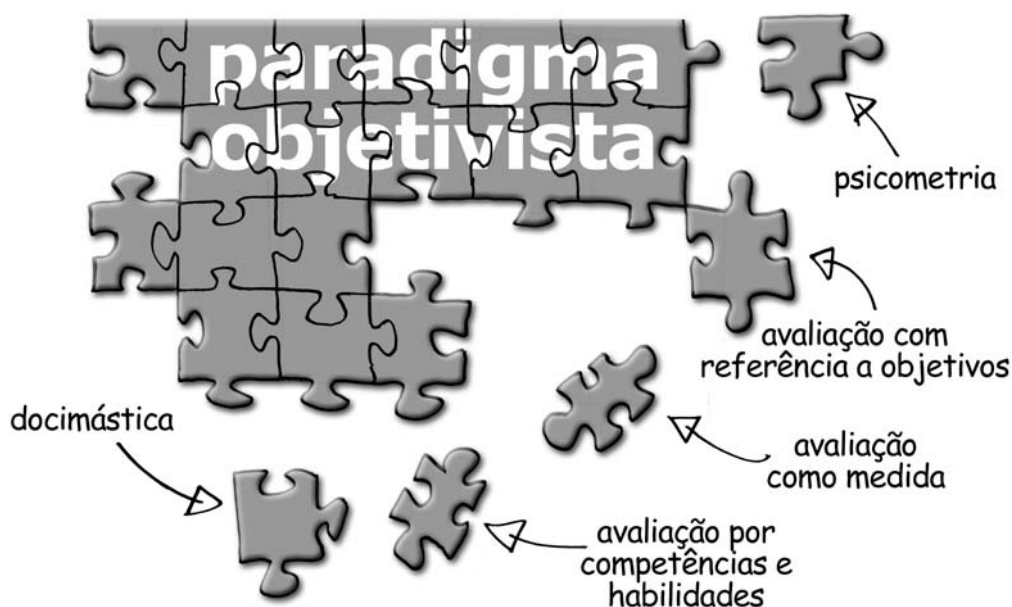 paradigma
objetivista
psicometria
avaliação com
referência a objetivos
avaliação
como medida
docimástica
avaliação por
competências e
habilidades